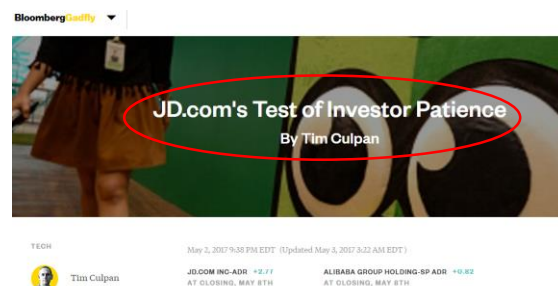 BloombergGadfly
JD.com's Test of Investor Patience
By Tim Culpan
TECH
May 2, 2017 9:38 PM EDT (Updated May 3, 2017 3:22 AM EDT)
Tim Culpan
JD.COM INC-ADR +2.77
AT CLOSING, MAY 8TH
ALIBABA GROUP HOLDING-SP ADR +0.82
AT CLOSING, MAY 8TH